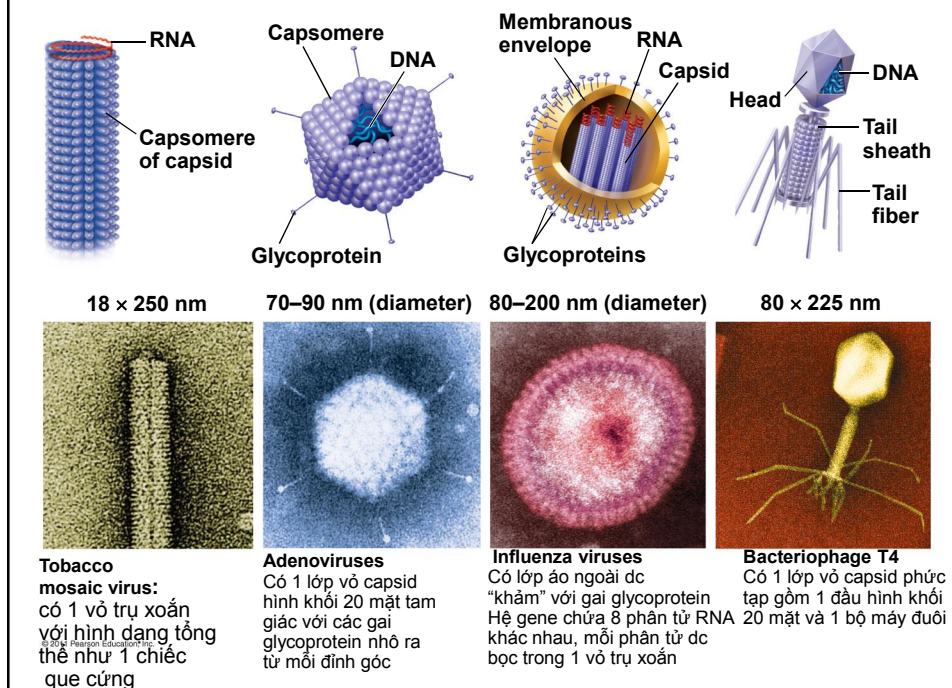 RNA
Capsomere
of capsid
Capsomere
DNA
Glycoprotein
Membranous
envelope
RNA
Capsid
Glycoproteins
Head
DNA
Tail
sheath
Tail
fiber
18 × 250 nm
70–90 nm (diameter)
80–200 nm (diameter)
80 × 225 nm
Tobacco
mosaic virus:
có 1 vỏ trụ xoắn
với hình dạng tổng
thể như 1 chiếc
que cứng
© 2011 Pearson Education, Inc.
Adenoviruses
Có 1 lớp vỏ capsid
hình khối 20 mặt tam
giác với các gai
glycoprotein nhô ra
từ mỗi đỉnh góc
Influenza viruses
Có lớp áo ngoài dc
“khảm” với gai glycoprotein
Hệ gene chứa 8 phân tử RNA
khác nhau, mỗi phân tử dc
bọc trong 1 vỏ trụ xoắn
Bacteriophage T4
Có 1 lớp vỏ capsid phức
tạp gồm 1 đầu hình khối
20 mặt và 1 bộ máy đuôi